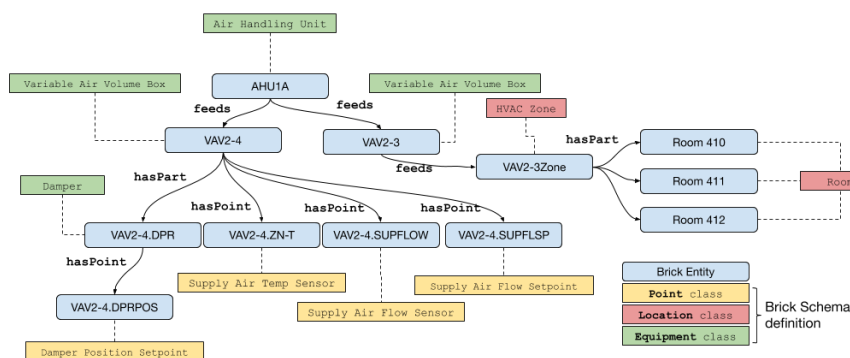 Air Handling Unit
Variable Air Volume Box
AHU1A
Variable Air Volume Box
feeds
feeds
HVAC Zone
VAV2-4
VAV2-3
hasPart
Room 410
feeds
VAV2-3Zone
hasPart
Damper
Room 411
Room
hasPoint
hasPoint
hasPoint
Room 412
VAV2-4.DPR
VAV2-4.ZN-T
VAV2-4.SUPFLOW
VAV2-4.SUPFLSP
hasPoint
Supply Air Temp Sensor
Supply Air Flow Setpoint
Brick Entity
VAV2-4.DPRPOS
Supply Air Flow Sensor
Point class
Location class
Equipment class
Brick Schema
definition
Damper Position Setpoint